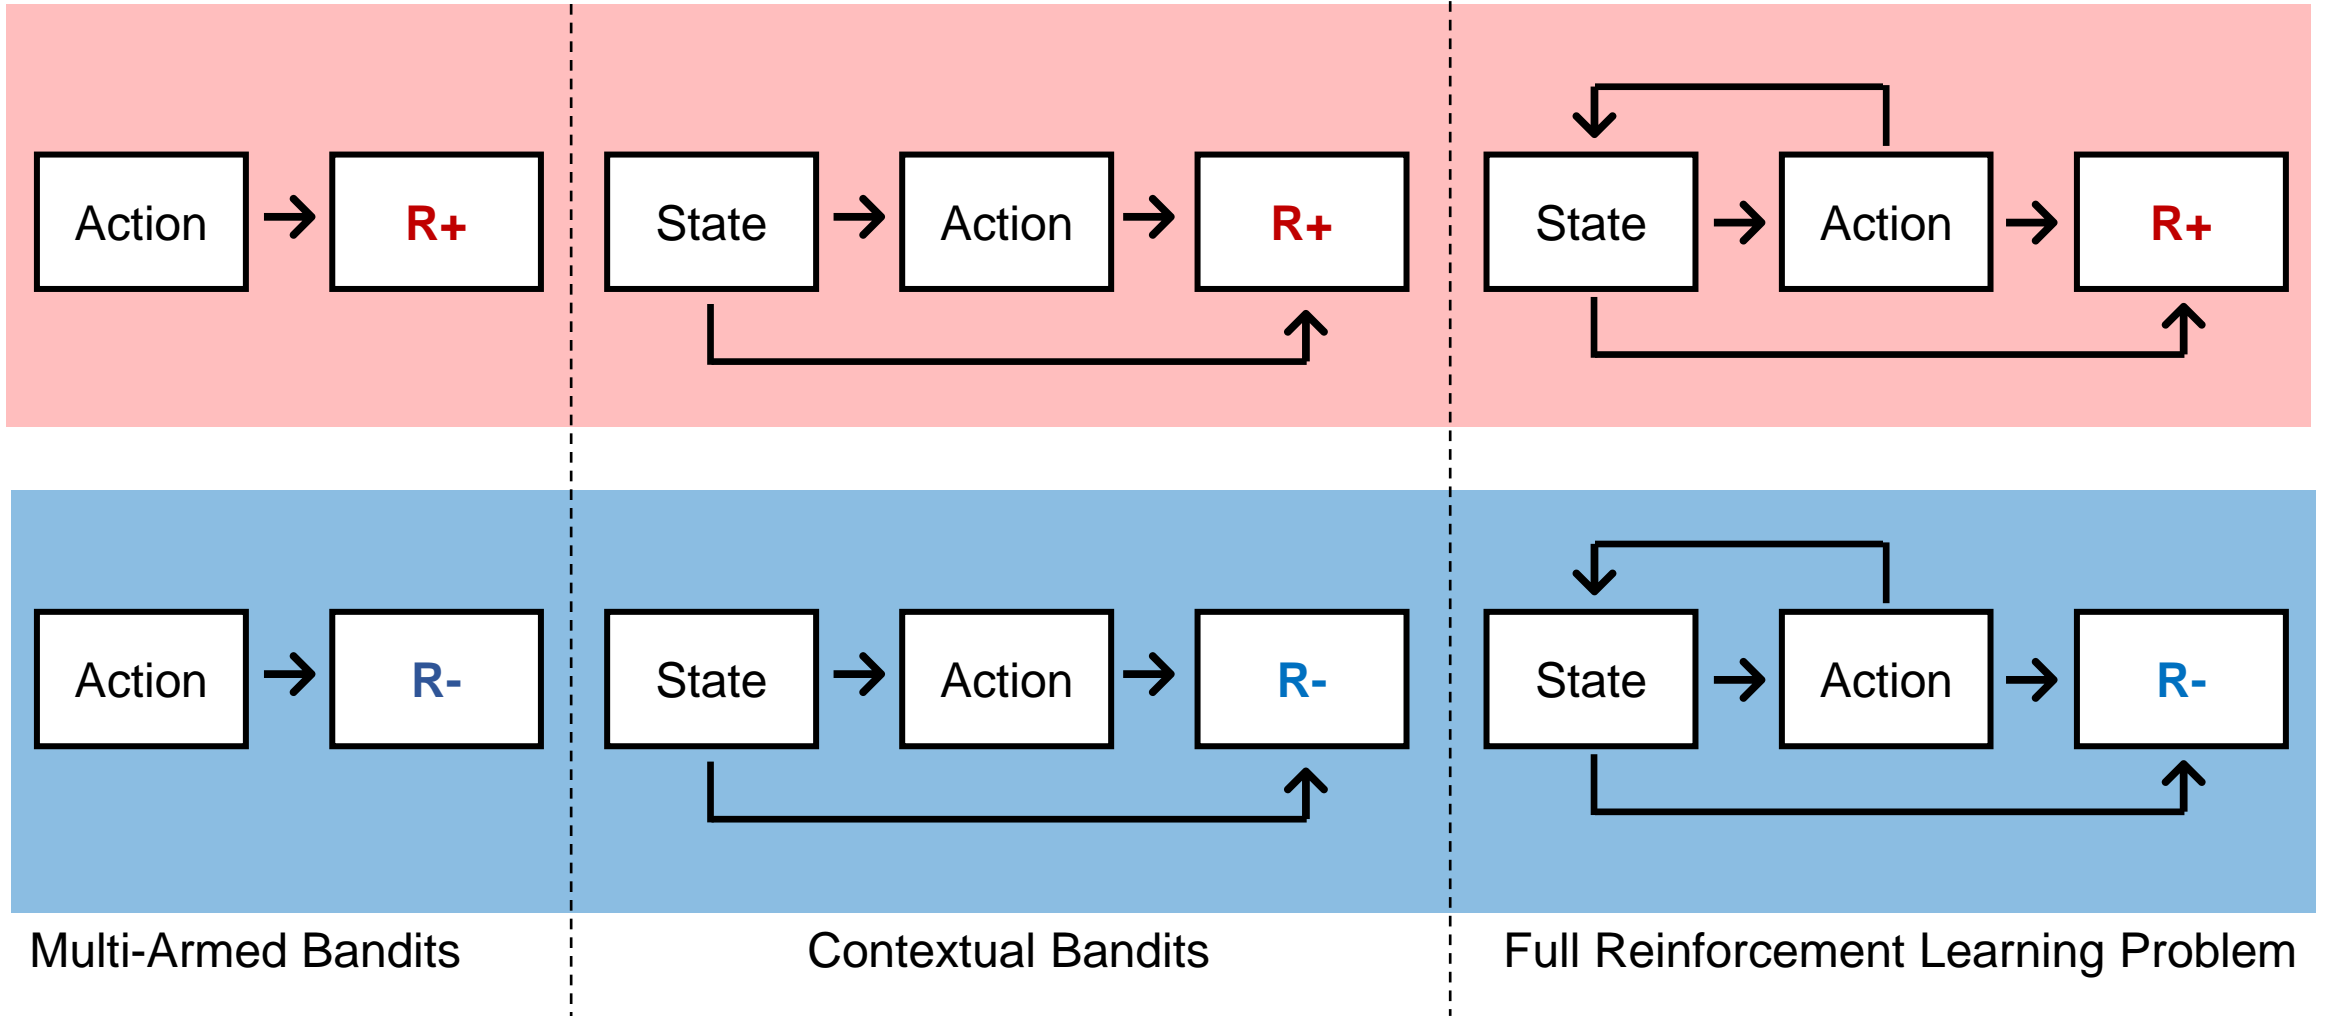 Action
R+
State
Action
R+
State
Action
R+
Action
R-
State
Action
R-
State
Action
R-
Multi-Armed Bandits
Contextual Bandits
Full Reinforcement Learning Problem